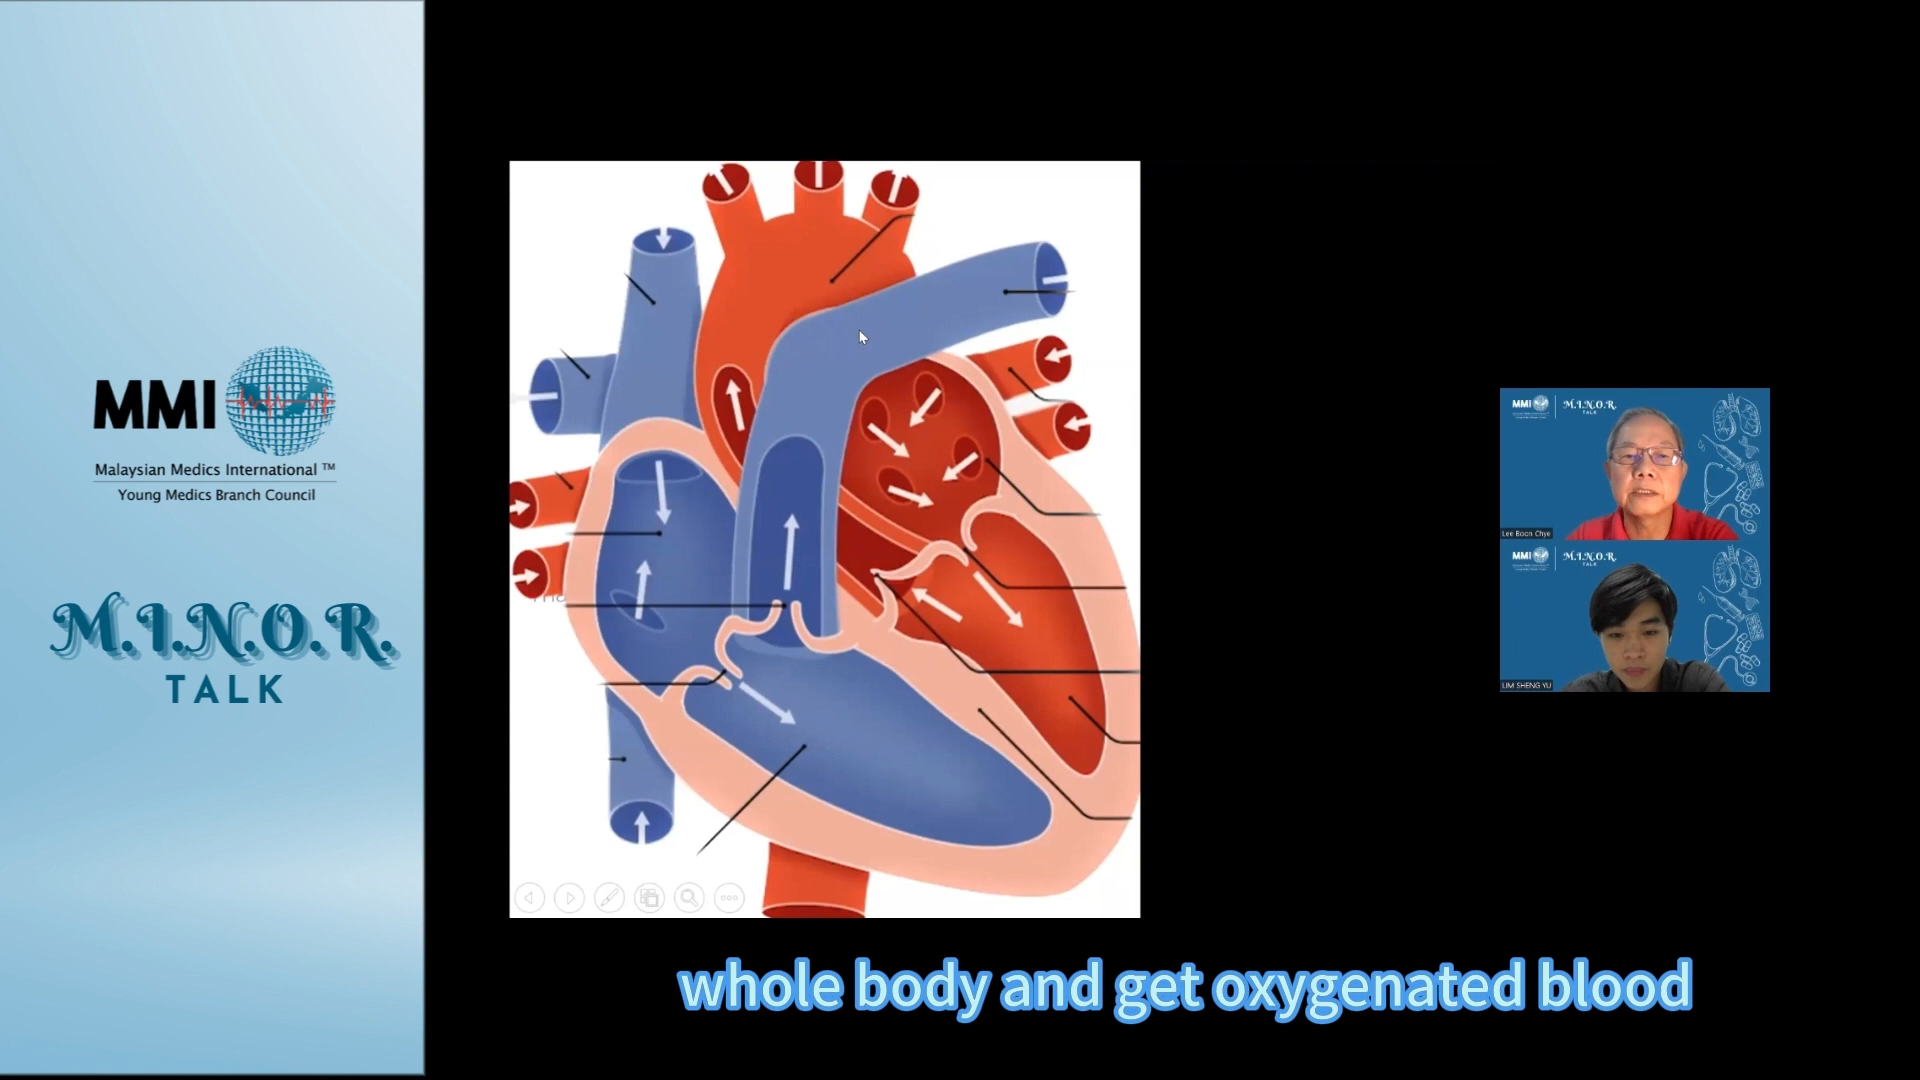 MMI
Malaysian Medics International ™
Young Medics Branch Council
M.I.N.O.R.
TALK
MMI
M.I.N.O.R.
TALK
Lee Boon Chye
MMI
M.I.N.O.R.
TALK
LIM SHENG YU
whole body and get oxygenated blood